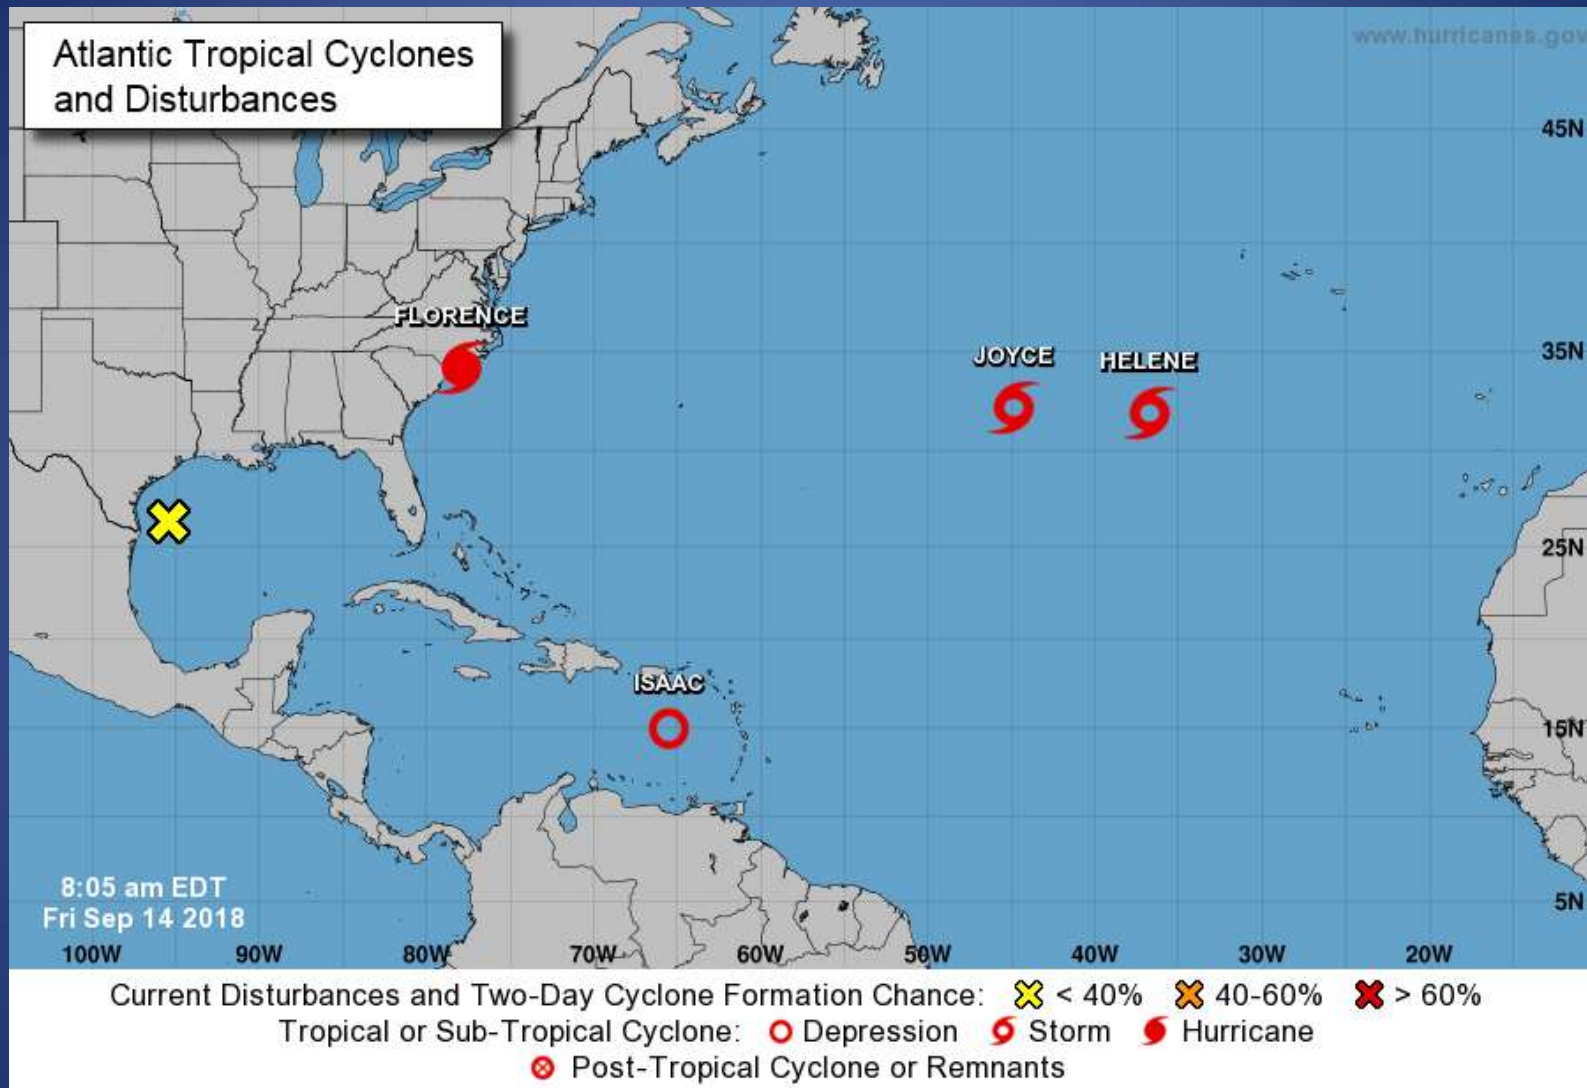 Atlantic Tropical Cyclones
and Disturbances
www.hurricanes.gov
45N
FLORENCE
JOYCE
HELENE
35N
25N
ISAAC
15N
8:05 am EDT
Fri Sep 14 2018
5N
100W 90W 80W 70W 60W 50W 40W 30W 20W
Current Disturbances and Two-Day Cyclone Formation Chance: < 40% 40-60% > 60%
Tropical or Sub-Tropical Cyclone: Depression Storm Hurricane
Post-Tropical Cyclone or Remnants